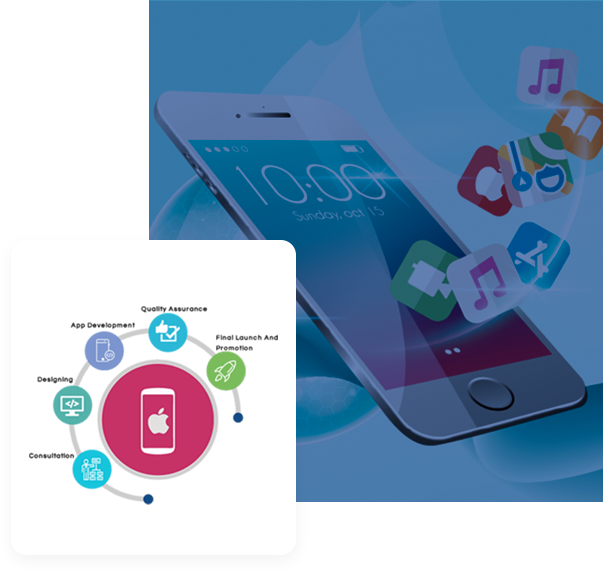 10:00
Sunday, oct 15
Quality Assurance
App Development
Final Launch And
Promotion
Designing
</>
Consultation